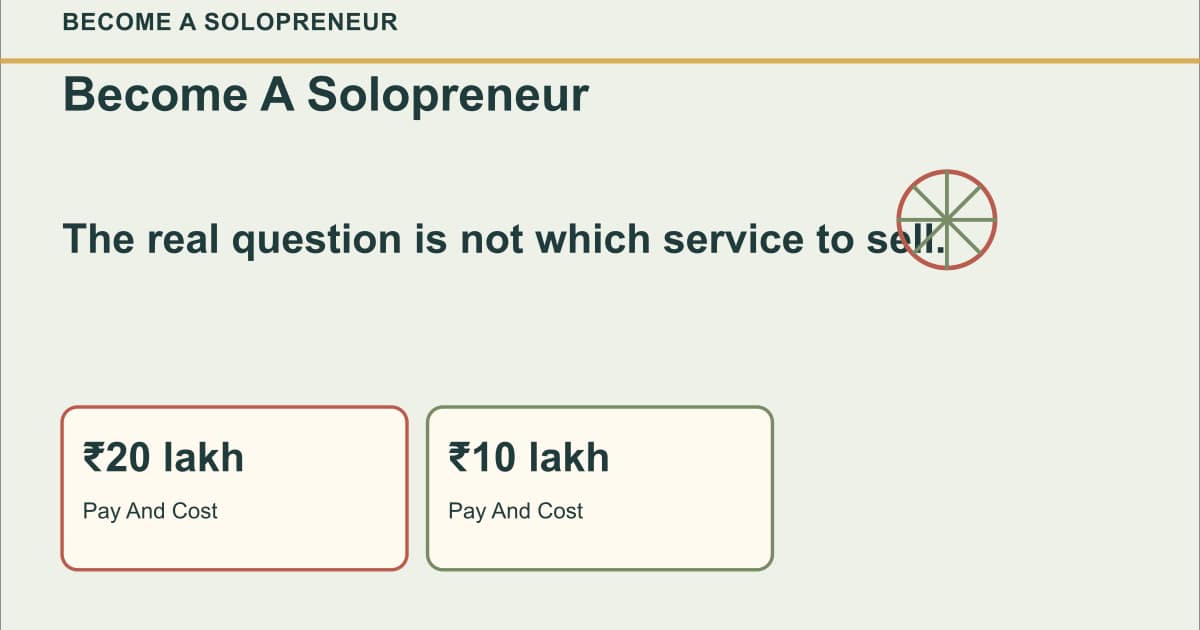 BECOME A SOLOPRENEUR
Become A Solopreneur
The real question is not which service to sell.
₹20 lakh
Pay And Cost
₹10 lakh
Pay And Cost